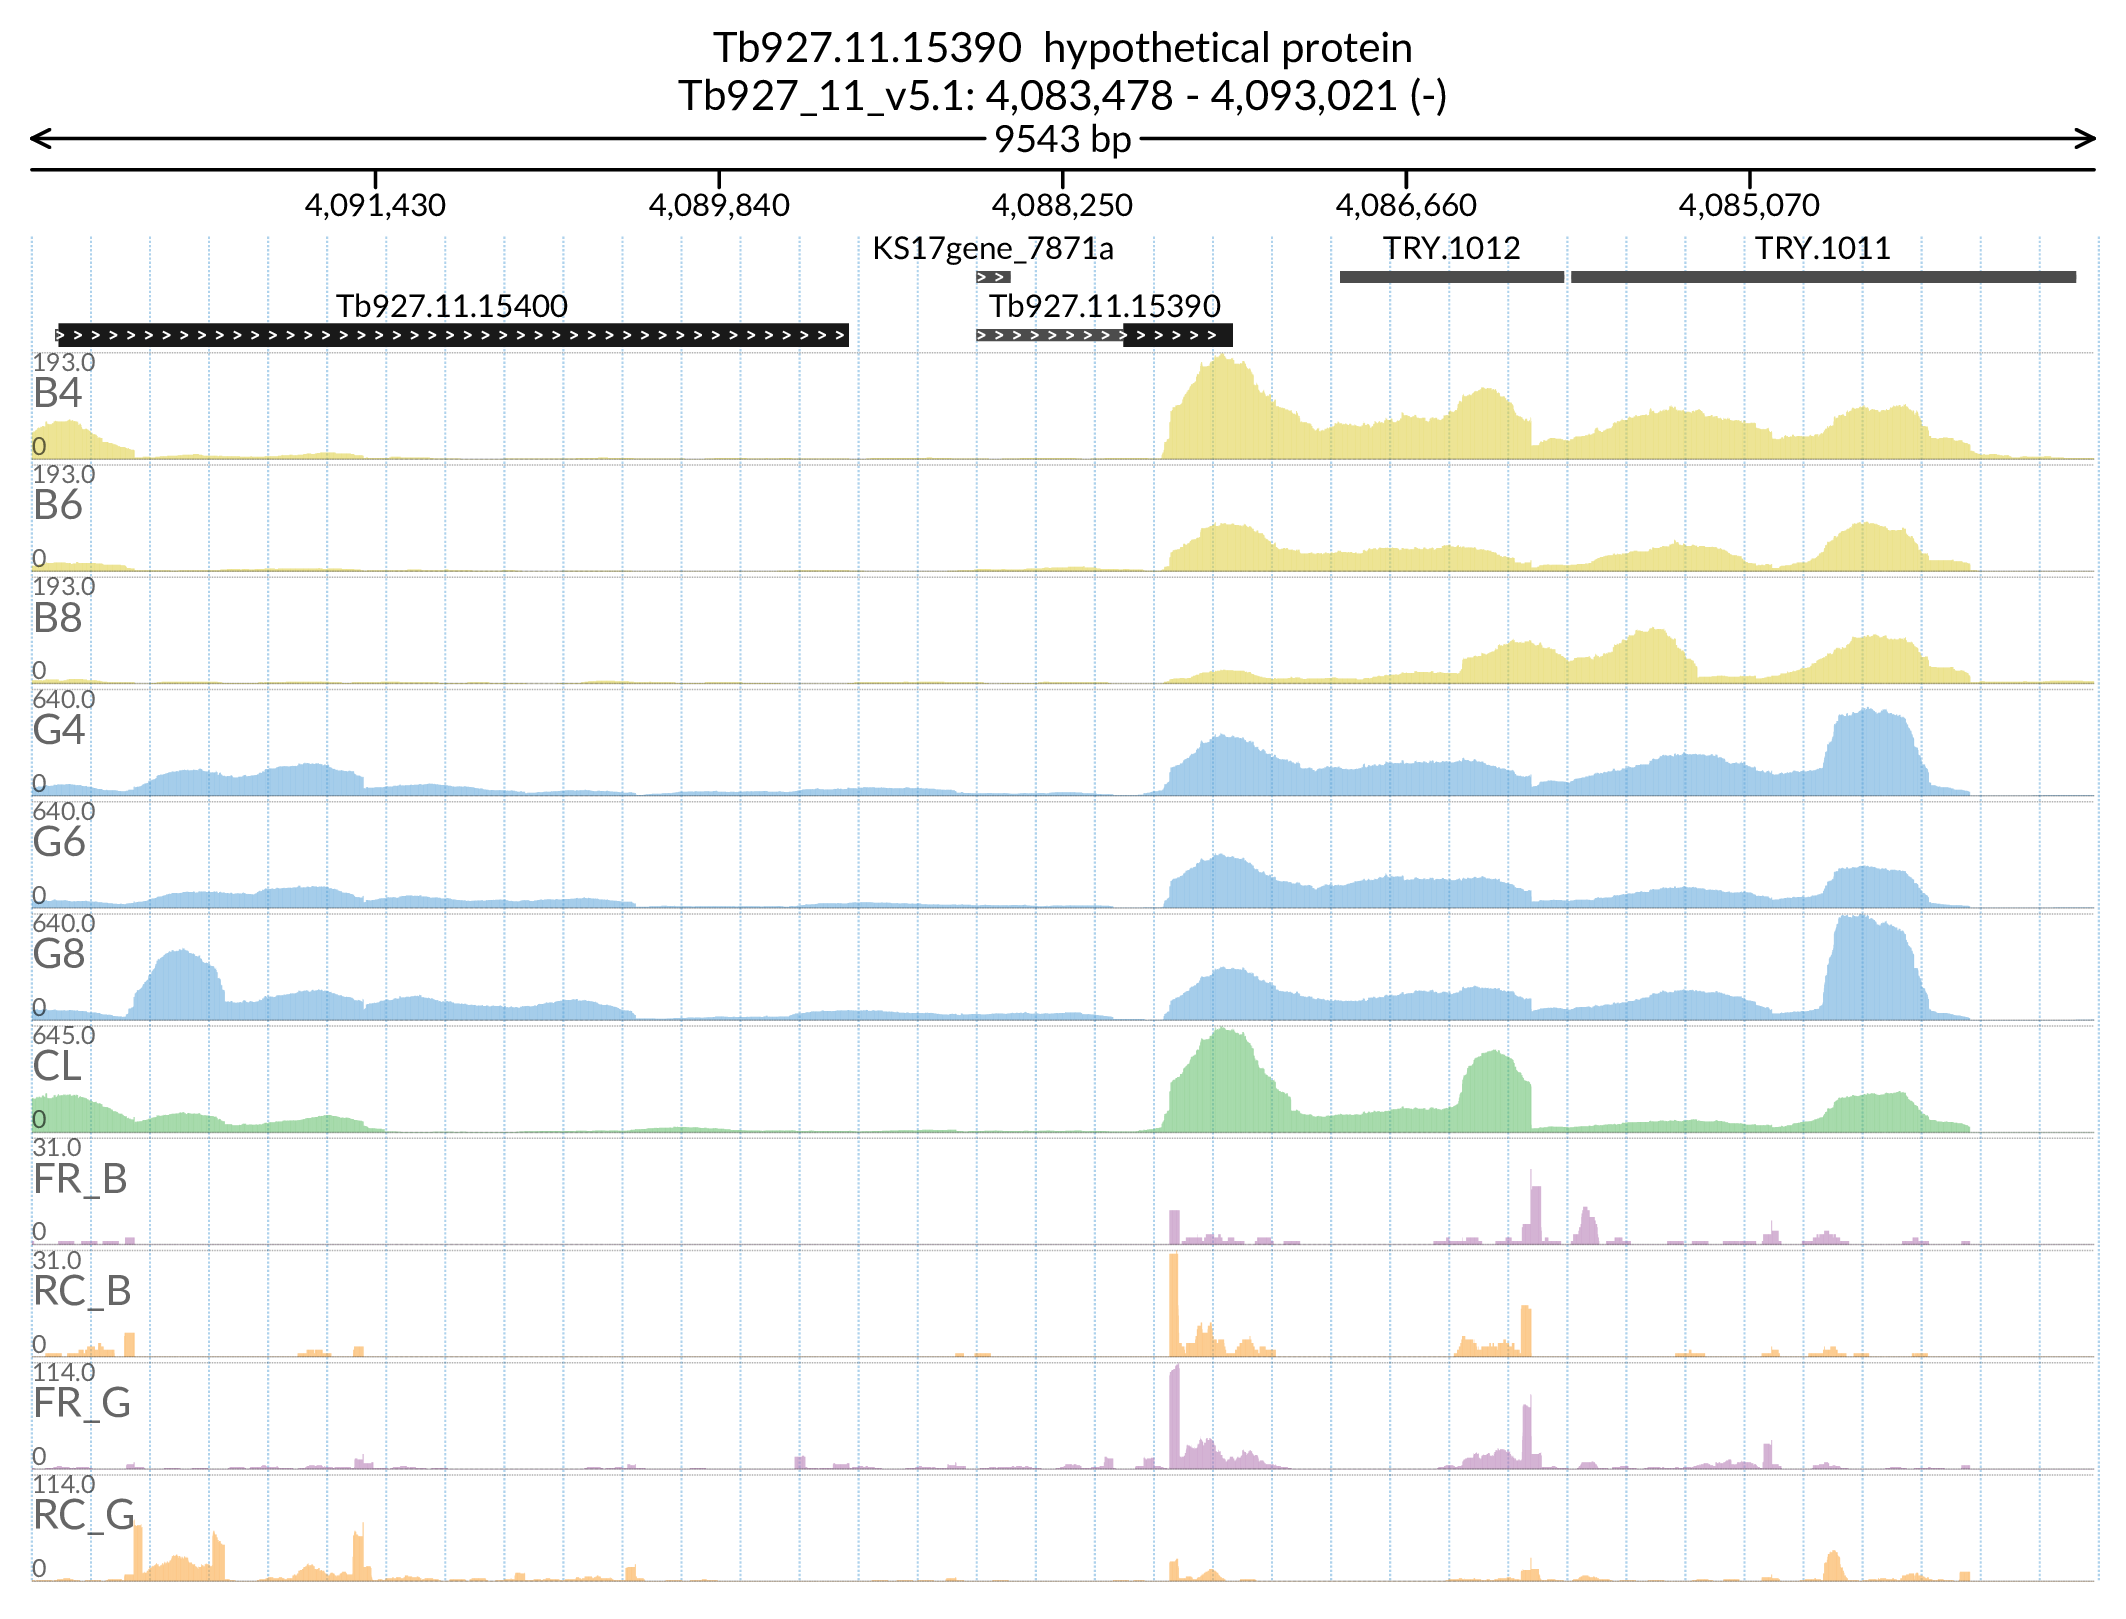 Tb927.11.15390  hypothetical protein
Tb927_11_v5.1: 4,083,478 - 4,093,021 (-)
9543 bp
4,091,430 4,089,840 4,088,250 4,086,660 4,085,070
KS17gene_7871a TRY.1012 TRY.1011
Tb927.11.15400 Tb927.11.15390
193.0
B4
0
193.0
B6
0
193.0
B8
0
640.0
G4
0
640.0
G6
0
640.0
G8
0
645.0
CL
0
31.0
FR_B
0
31.0
RC_B
0
114.0
FR_G
0
114.0
RC_G
0